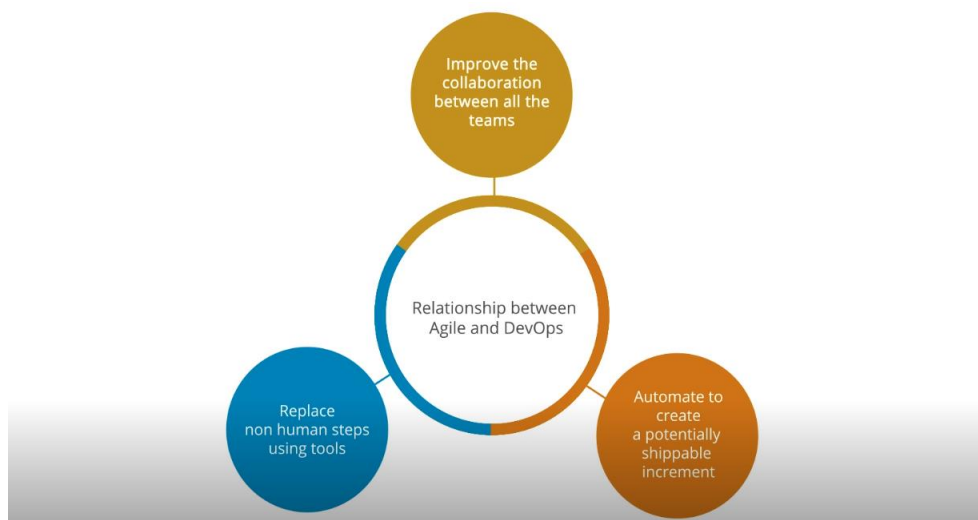 Improve the
collaboration
between all the
teams
Relationship between
Agile and DevOps
Replace
non human steps
using tools
Automate to
create
a potentially
shippable
increment